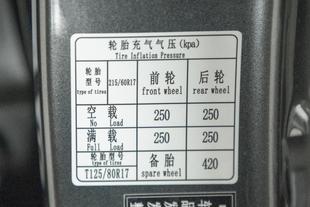 轮胎充气气压(kpa)
Tire Inflation Pressure
轮胎型号 type of tires 215/60R17 前轮 front wheel 后轮 rear wheel
空载 No Load 250 250
满载 Full Load 250 250
轮胎型号 type of tires 备胎 spare wheel 420
T125/80R17